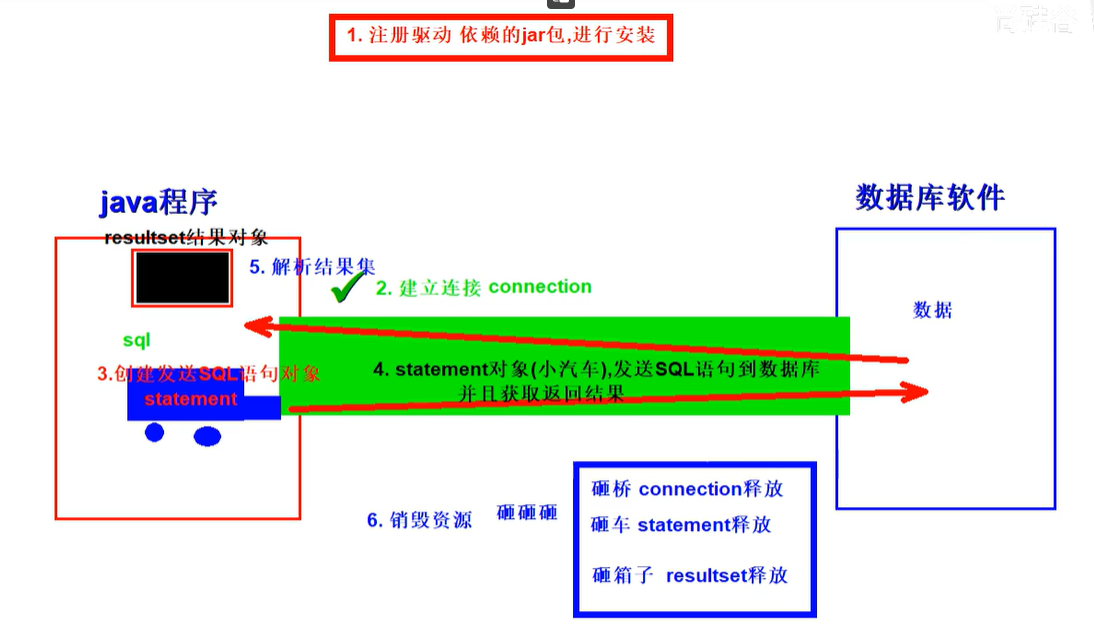 1. 注册驱动 依赖的jar包,进行安装
java程序
数据库软件
resultset结果对象
5. 解析结果集
2. 建立连接 connection
数据
sql
3.创建发送SQL语句对象
statement
4. statement对象(小汽车),发送SQL语句到数据库
并且获取返回结果
6. 销毁资源 砸砸砸
砸桥 connection释放
砸车 statement释放
砸箱子 resultset释放